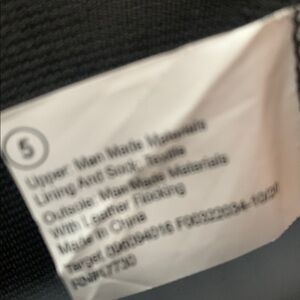 5
Upper: Man Made Materials
Lining And Sock: Textile
Outsole: Man Made Materials
With Leather Flocking
Made In China
Target